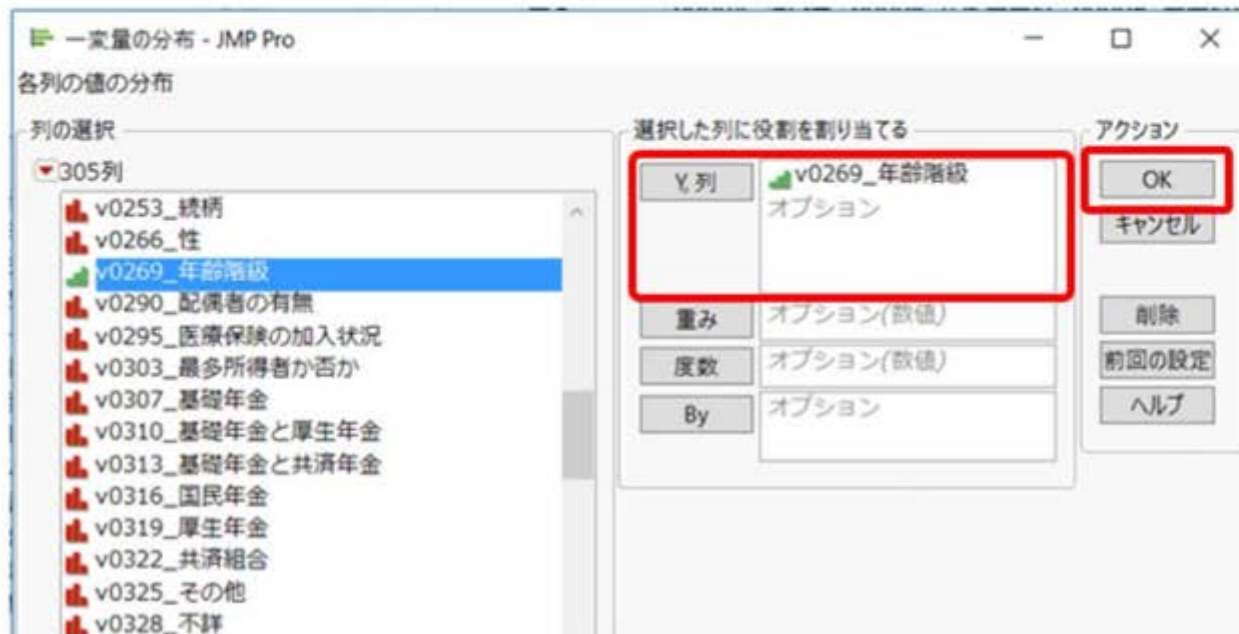 一変量の分布 - JMP Pro
各列の値の分布
列の選択
305列
v0253_続柄
v0266_性
v0269_年齢階級
v0290_配偶者の有無
v0295_医療保険の加入状況
v0303_最多所得者か否か
v0307_基礎年金
v0310_基礎年金と厚生年金
v0313_基礎年金と共済年金
v0316_国民年金
v0319_厚生年金
v0322_共済組合
v0325_その他
v0328_不詳
選択した列に役割を割り当てる
Y, 列
v0269_年齢階級
オプション
重み
オプション(数値)
度数
オプション(数値)
By
オプション
アクション
OK
キャンセル
削除
前回の設定
ヘルプ